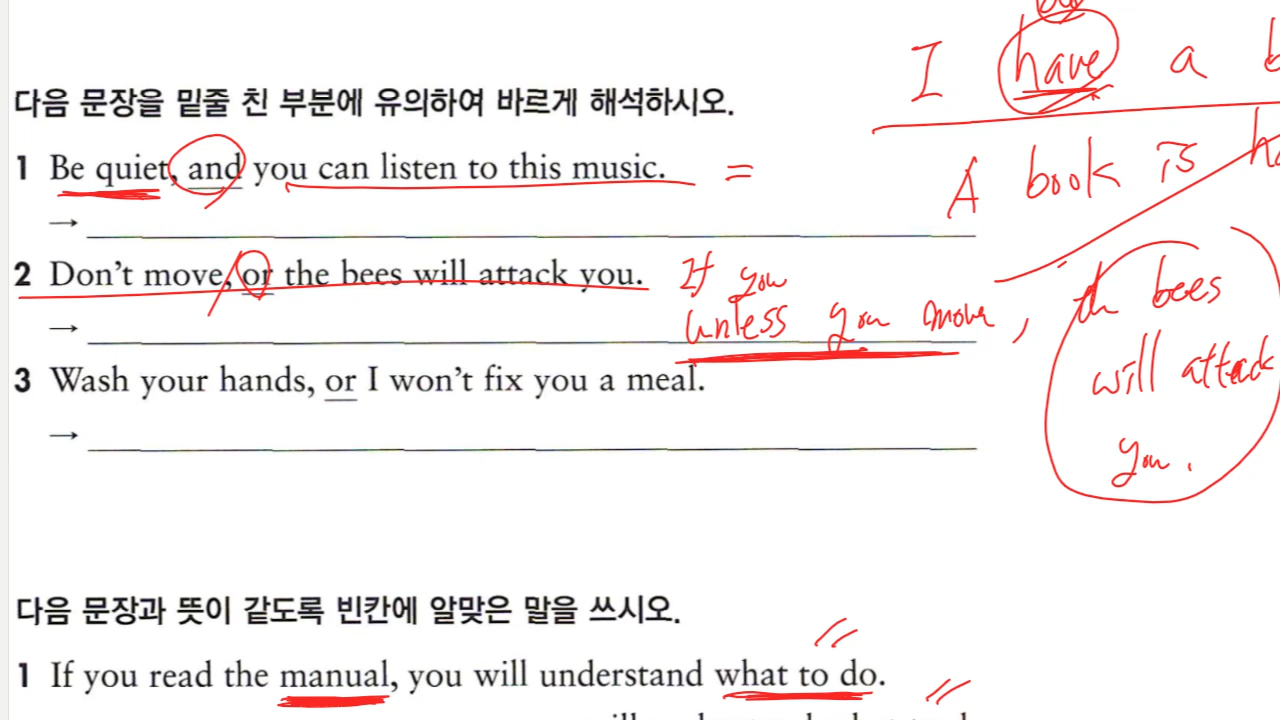 I have a
다음 문장을 밑줄 친 부분에 유의하여 바르게 해석하시오.
A book is
1 Be quiet, and you can listen to this music. =
→
2 Don't move, or the bees will attack you.
If you
unless you move, the bees
will attack
you.
→
3 Wash your hands, or I won't fix you a meal.
→
다음 문장과 뜻이 같도록 빈칸에 알맞은 말을 쓰시오.
1 If you read the manual, you will understand what to do.